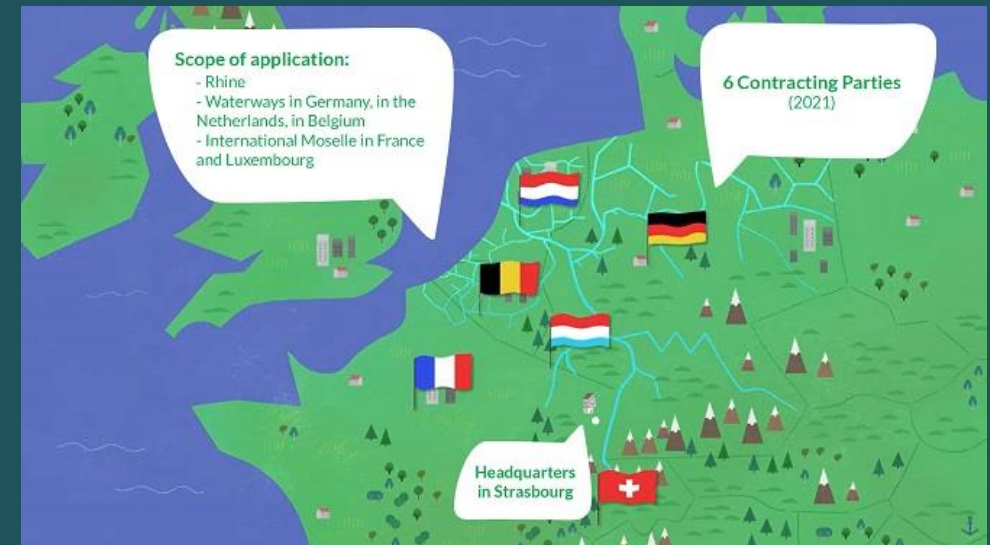 Scope of application:
- Rhine
- Waterways in Germany, in the
Netherlands, in Belgium
- International Moselle in France
and Luxembourg
6 Contracting Parties
(2021)
Headquarters
in Strasbourg